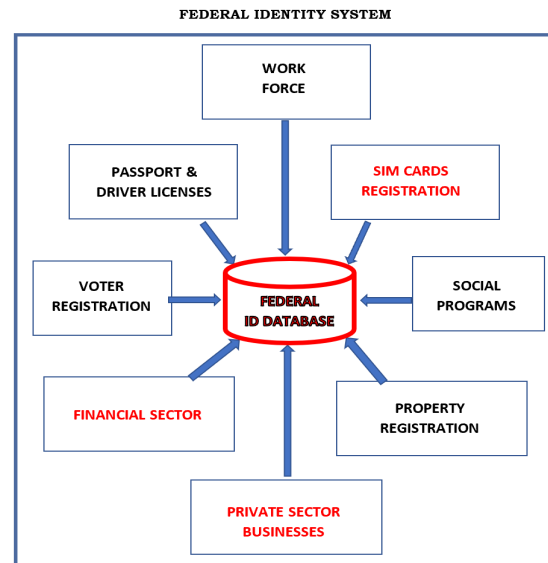 FEDERAL IDENTITY SYSTEM
WORK
FORCE
PASSPORT &
DRIVER LICENSES
SIM CARDS
REGISTRATION
VOTER
REGISTRATION
FEDERAL
ID DATABASE
SOCIAL
PROGRAMS
FINANCIAL SECTOR
PROPERTY
REGISTRATION
PRIVATE SECTOR
BUSINESSES